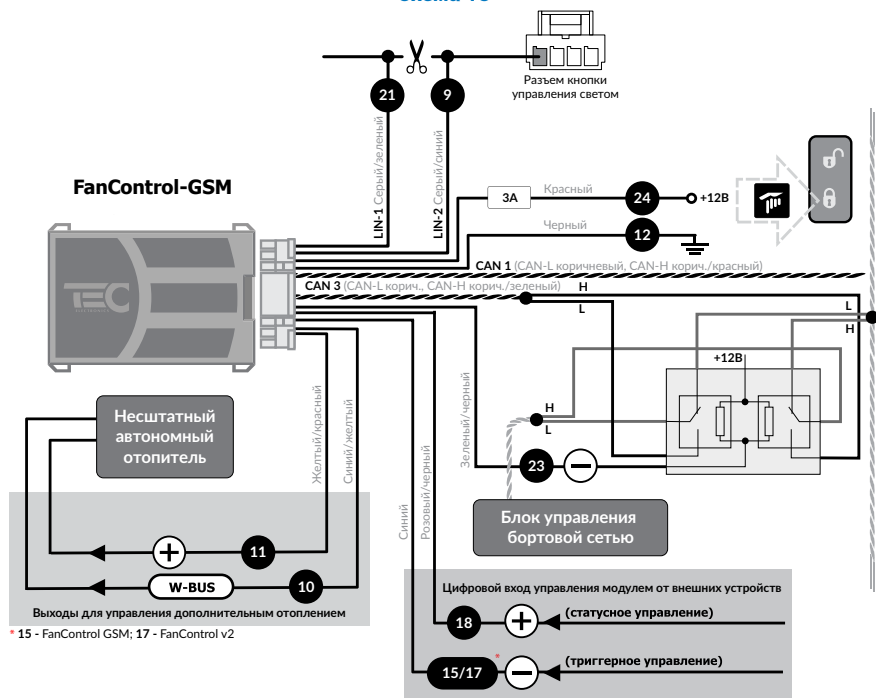 Разъем кнопки
управления светом
21
9
LIN-1 Серый/зеленый
LIN-2 Серый/синий
FanControl-GSM
3А
Красный
24
+12В
Черный
12
CAN 1 (CAN-L коричневый, CAN-H корич./красный)
CAN 3 (CAN-L корич., CAN-H корич./зеленый)
H
L
L
H
TEC
ELECTRONICS
+12В
Несштатный
автономный
отопитель
Желтый/красный
Синий/желтый
Синий
Розовый/черный
Зеленый/черный
H
L
23
Блок управления
бортовой сетью
11
W-BUS
10
Выходы для управления дополнительным отоплением
* 15 - FanControl GSM; 17 - FanControl v2
Цифровой вход управления модулем от внешних устройств
18
(статусное управление)
15/17
*
(триггерное управление)